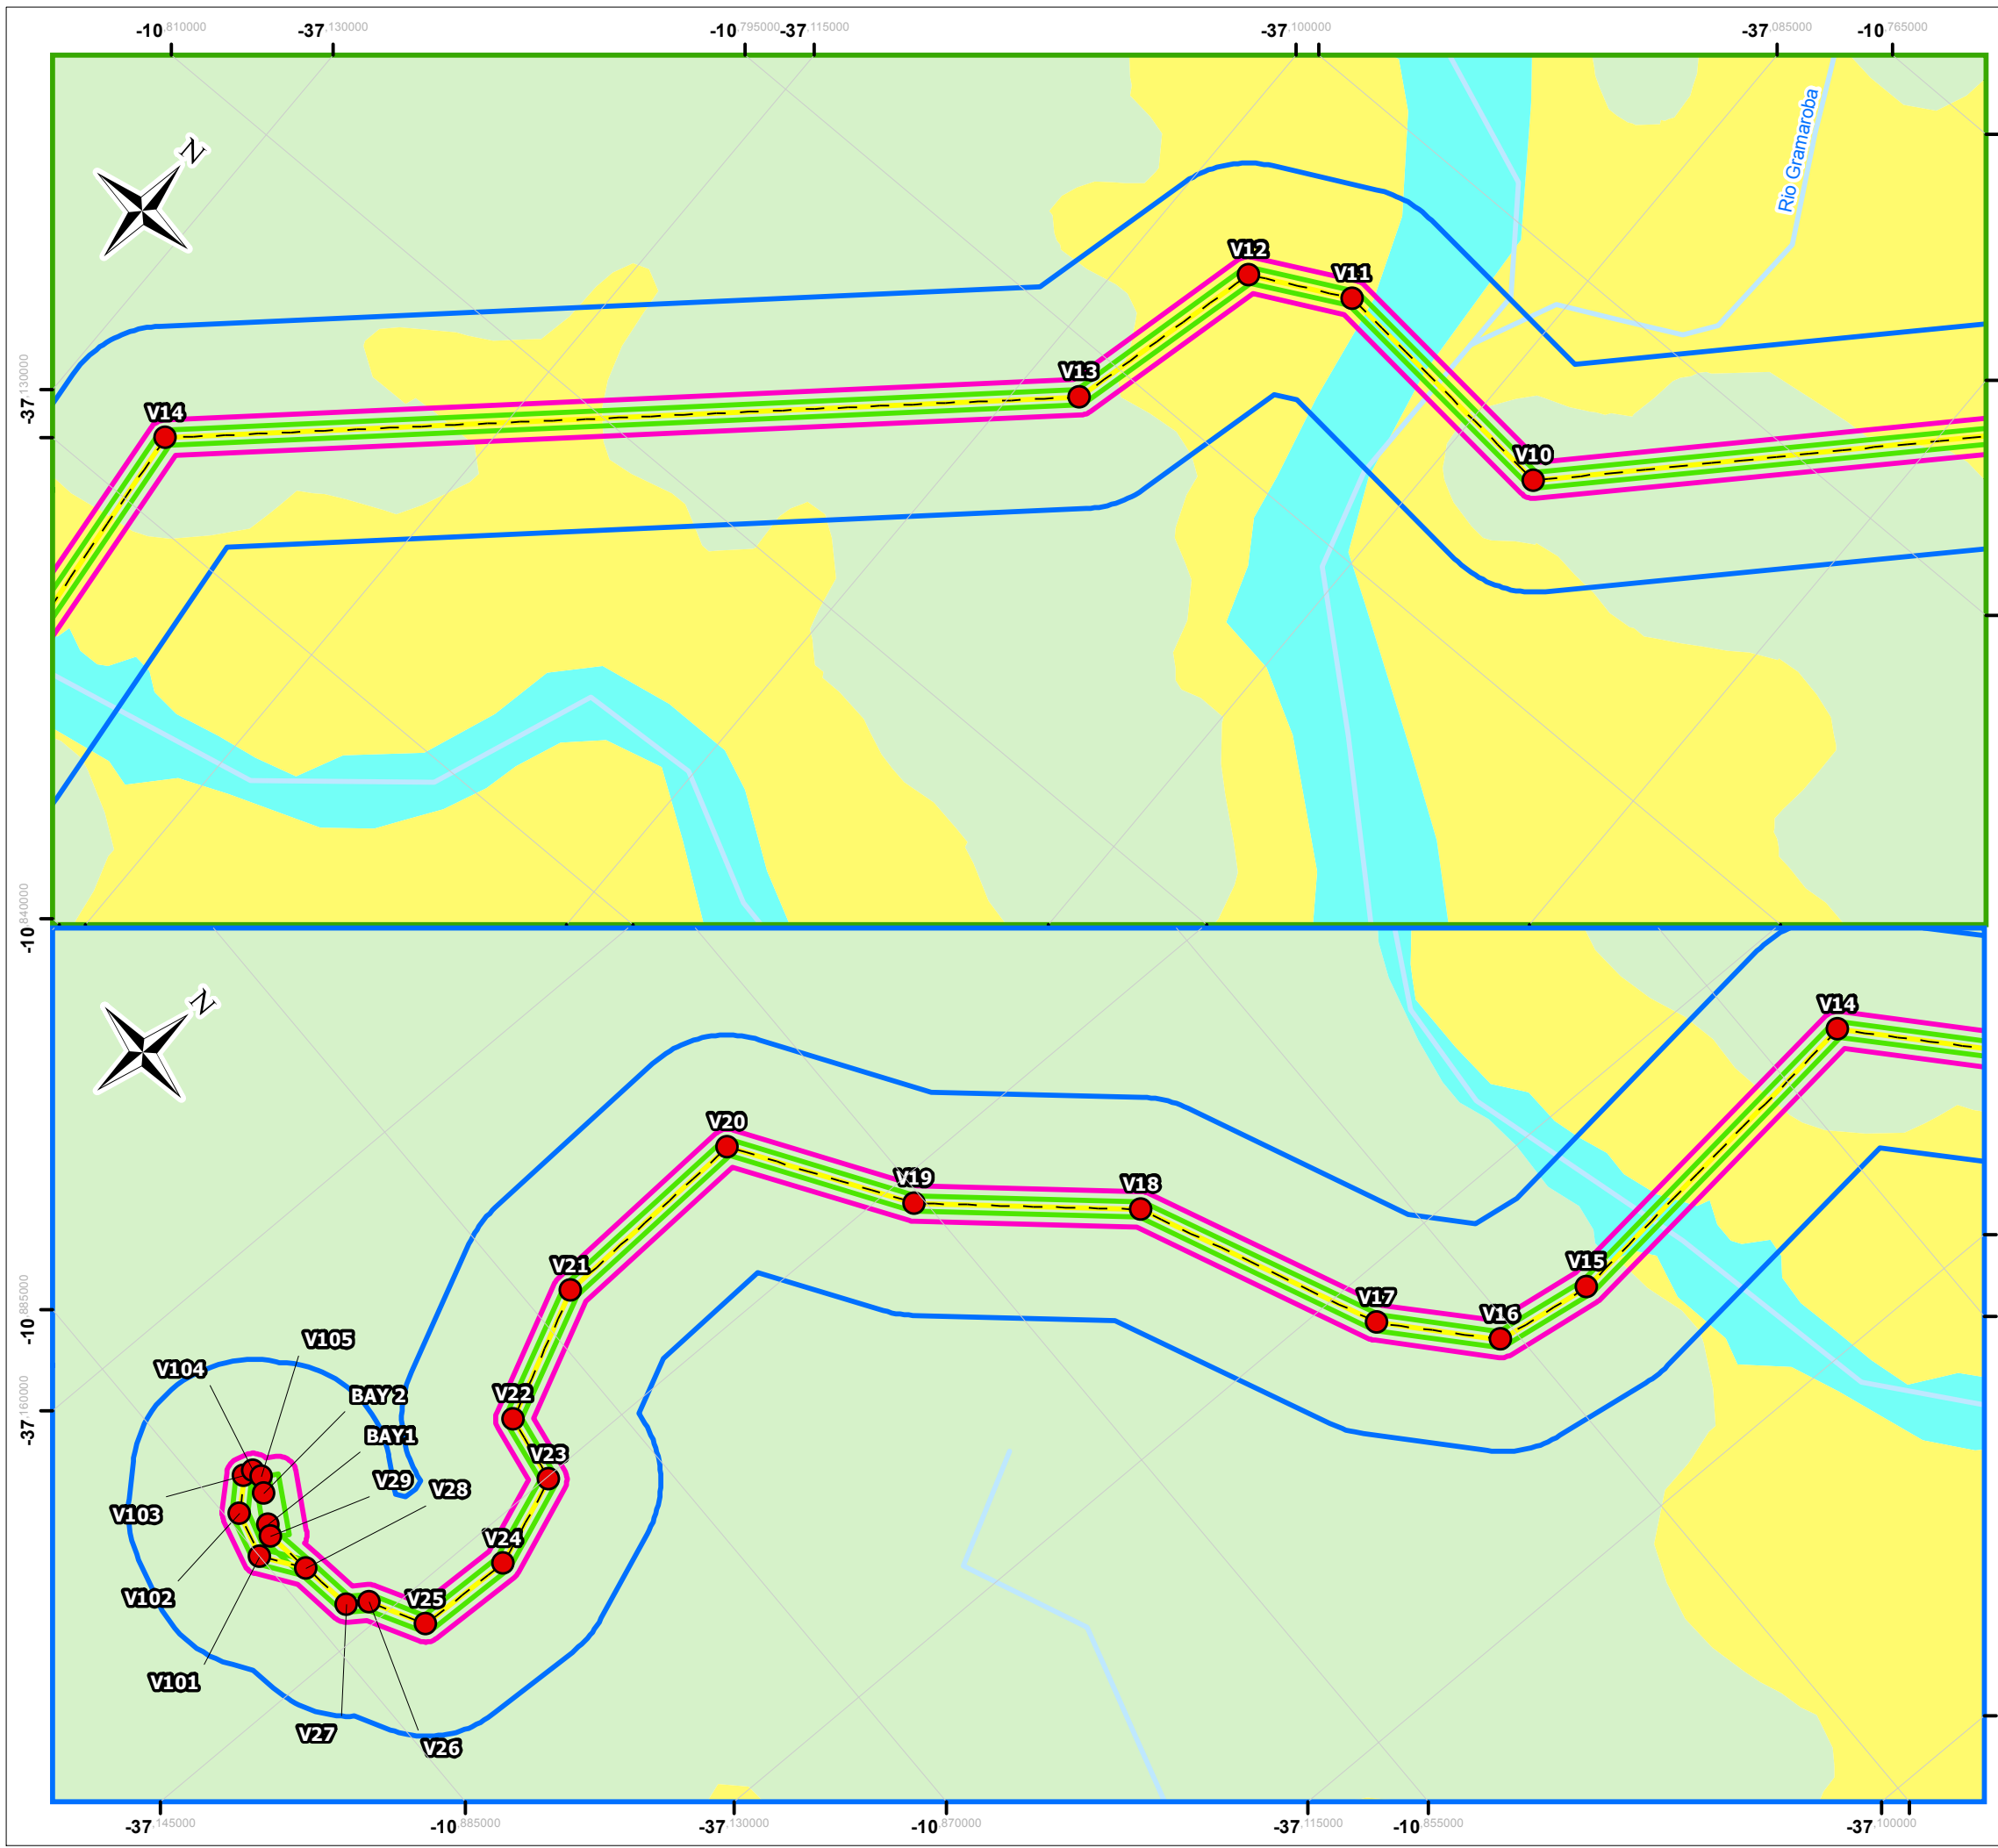 -10.810000 -37.130000 -10.795000 -37.115000 -37.100000 -37.085000 -10.765000
N
Rio Gramaroba
V12
V11
V13
V14
V10
-37.130000
-10.840000
N
V14
V20
V19
V18
V21
V15
V17
V16
-10.885000
V105
V104
BAY 2
V22
-37.160000
BAY1
V23
V29
V28
V103
V24
V102
V25
V101
V27
V26
-37.145000 -10.885000 -37.130000 -10.870000 -37.115000 -10.855000 -37.100000